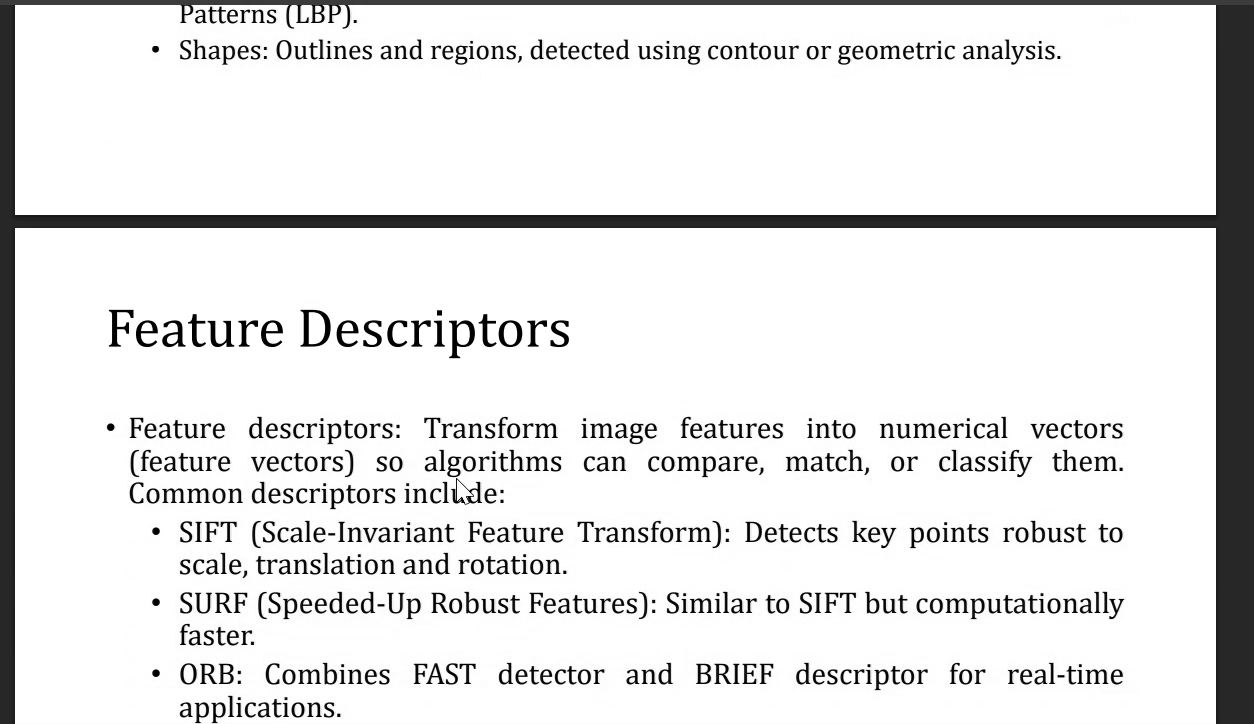 Patterns (LBP).
• Shapes: Outlines and regions, detected using contour or geometric analysis.
Feature Descriptors
• Feature descriptors: Transform image features into numerical vectors
(feature vectors) so algorithms can compare, match, or classify them.
Common descriptors include:
• SIFT (Scale-Invariant Feature Transform): Detects key points robust to
scale, translation and rotation.
• SURF (Speeded-Up Robust Features): Similar to SIFT but computationally
faster.
• ORB: Combines FAST detector and BRIEF descriptor for real-time
applications.